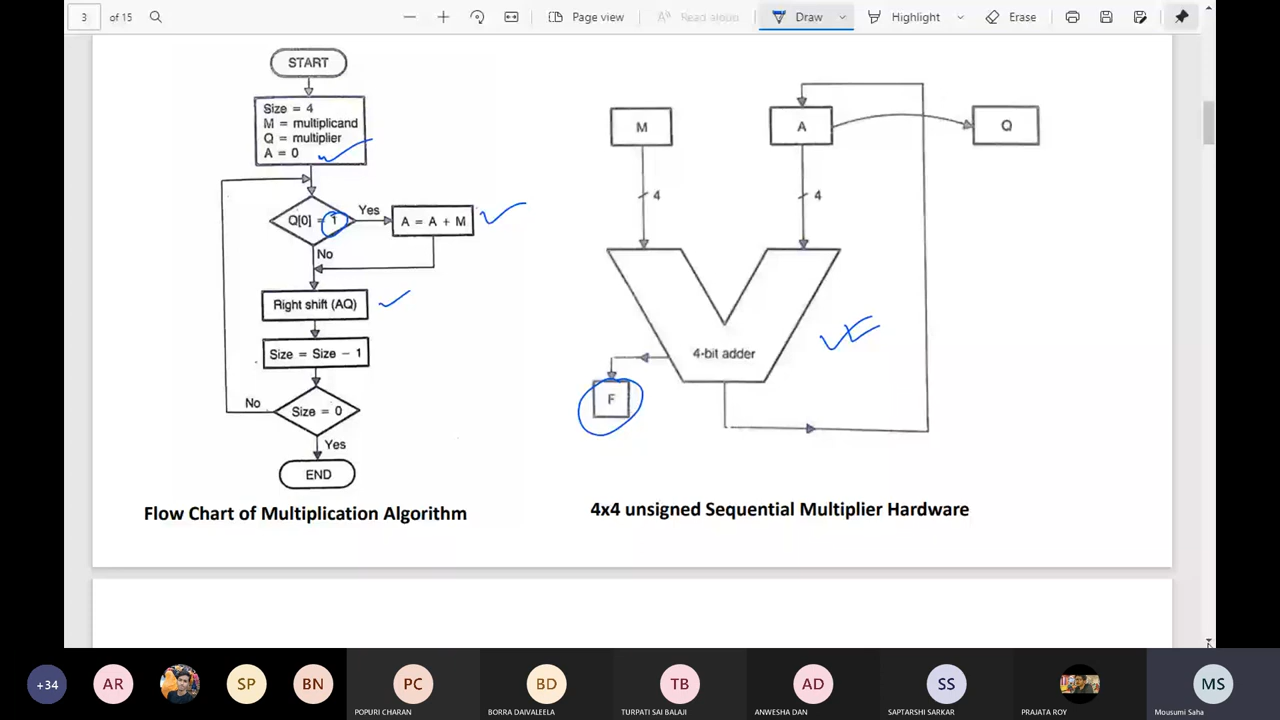 3 of 15
Page view
Read aloud
Draw
Highlight
Erase
START
Size = 4
M = multiplicand
Q = multiplier
A = 0
Q[0] = 1
Yes
A = A + M
No
Right shift (AQ)
Size = Size − 1
No
Size = 0
Yes
END
Flow Chart of Multiplication Algorithm
M
A
Q
4
4
4-bit adder
F
4x4 unsigned Sequential Multiplier Hardware
+34
AR
SP
BN
PC
POPURI CHARAN
BD
BORRA DAIVALEELA
TB
TURPATI SAI BALAJI
AD
ANWESHA DAN
SS
SAPTARSHI SARKAR
PRAJATA ROY
MS
Mousumi Saha